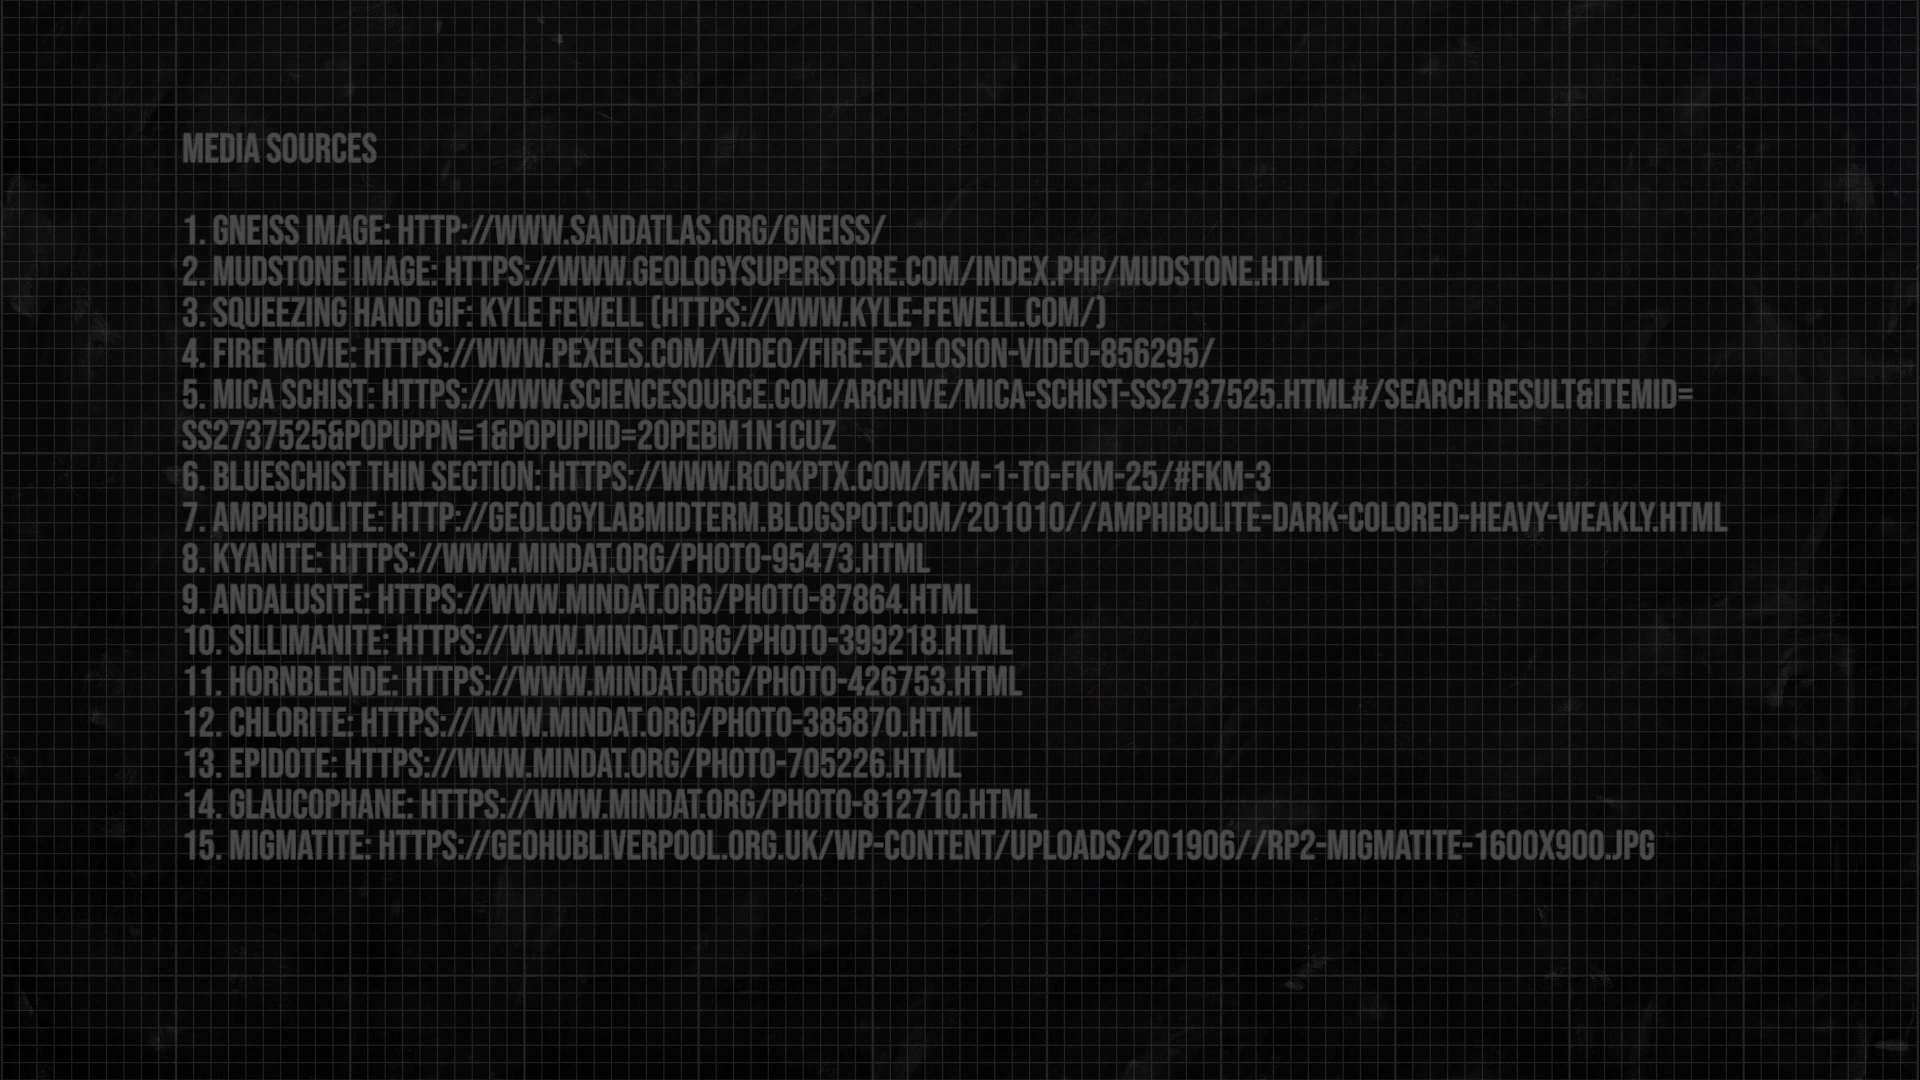 MEDIA SOURCES
1. GNEISS IMAGE: HTTP://WWW.SANDATLAS.ORG/GNEISS/
2. MUDSTONE IMAGE: HTTPS://WWW.GEOLOGYSUPERSTORE.COM/INDEX.PHP/MUDSTONE.HTML
3. SQUEEZING HAND GIF: KYLE FEWELL (HTTPS://WWW.KYLE-FEWELL.COM/)
4. FIRE MOVIE: HTTPS://WWW.PEXELS.COM/VIDEO/FIRE-EXPLOSION-VIDEO-856295/
5. MICA SCHIST: HTTPS://WWW.SCIENCESOURCE.COM/ARCHIVE/MICA-SCHIST-SS2737525.HTML#/SEARCH RESULT&ITEMID=
SS2737525&POPUPPN=1&POPUPIID=2OPEBM1N1CUZ
6. BLUESCHIST THIN SECTION: HTTPS://WWW.ROCKPTX.COM/FKM-1-TO-FKM-25/#FKM-3
7. AMPHIBOLITE: HTTP://GEOLOGYLABMIDTERM.BLOGSPOT.COM/201010//AMPHIBOLITE-DARK-COLORED-HEAVY-WEAKLY.HTML
8. KYANITE: HTTPS://WWW.MINDAT.ORG/PHOTO-95473.HTML
9. ANDALUSITE: HTTPS://WWW.MINDAT.ORG/PHOTO-87864.HTML
10. SILLIMANITE: HTTPS://WWW.MINDAT.ORG/PHOTO-399218.HTML
11. HORNBLENDE: HTTPS://WWW.MINDAT.ORG/PHOTO-426753.HTML
12. CHLORITE: HTTPS://WWW.MINDAT.ORG/PHOTO-385870.HTML
13. EPIDOTE: HTTPS://WWW.MINDAT.ORG/PHOTO-705226.HTML
14. GLAUCOPHANE: HTTPS://WWW.MINDAT.ORG/PHOTO-812710.HTML
15. MIGMATITE: HTTPS://GEOHUBLIVERPOOL.ORG.UK/WP-CONTENT/UPLOADS/201906//RP2-MIGMATITE-1600X900.JPG